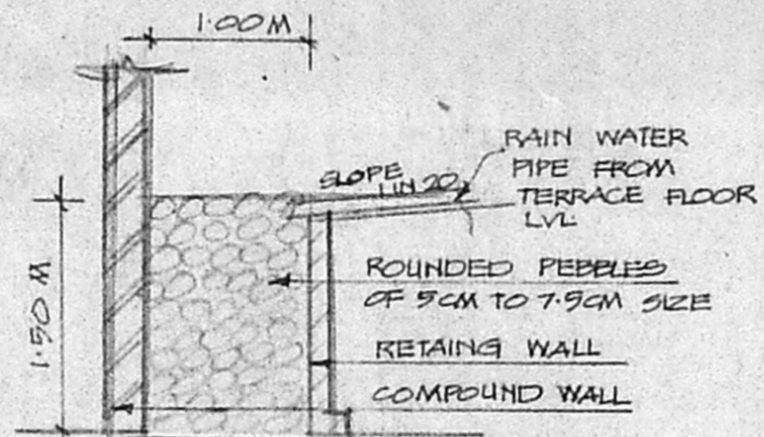 1.00M
RAIN WATER
PIPE FROM
TERRACE FLOOR
LVL
SLOPE
1 IN 20
ROUNDED PEBBLES
OF 5CM TO 7.5CM SIZE
1.50 M
RETAING WALL
COMPOUND WALL